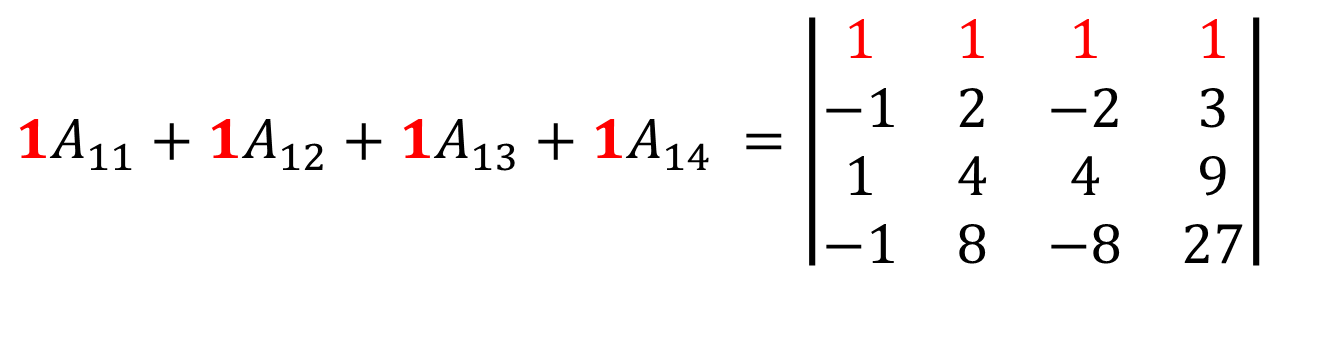 1A₁₁ + 1A₁₂ + 1A₁₃ + 1A₁₄ =
1 1 1 1
−1 2 −2 3
1 4 4 9
−1 8 −8 27